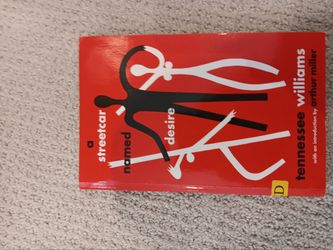 a
streetcar
named
desire
tennessee
williams
with an introduction by arthur miller
D